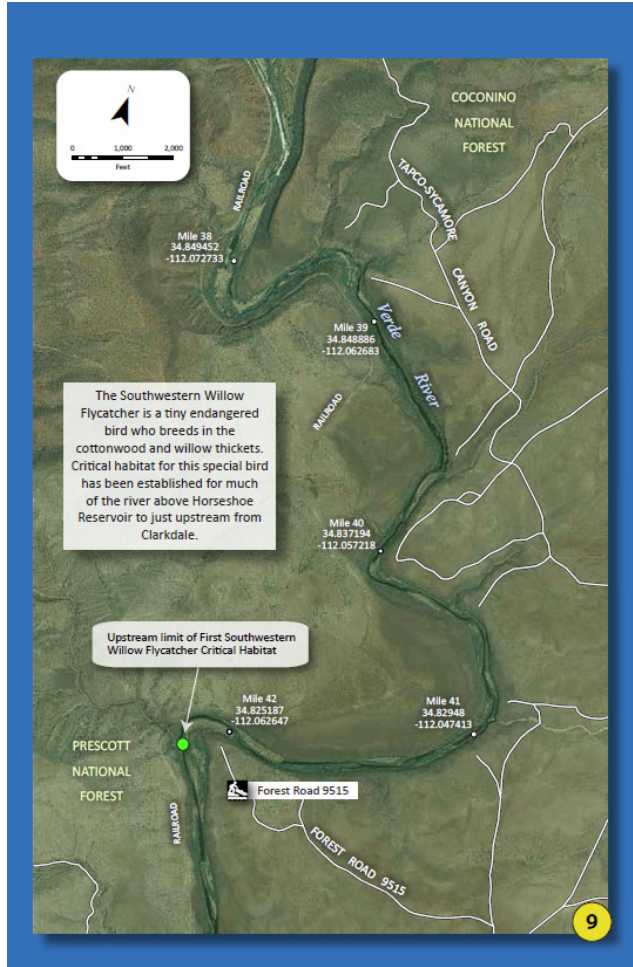 N
0 1,000 2,000
Feet
COCONINO
NATIONAL
FOREST
RAILROAD
TAPCO-SYCAMORE
CANYON ROAD
Mile 38
34.849452
-112.072733
Verde
River
Mile 39
34.848886
-112.062683
RAILROAD
The Southwestern Willow
Flycatcher is a tiny endangered
bird who breeds in the
cottonwood and willow thickets.
Critical habitat for this special bird
has been established for much
of the river above Horseshoe
Reservoir to just upstream from
Clarkdale.
Mile 40
34.837194
-112.057218
Upstream limit of First Southwestern
Willow Flycatcher Critical Habitat
Mile 42
34.825187
-112.062647
Mile 41
34.82948
-112.047413
PRESCOTT
NATIONAL
FOREST
Forest Road 9515
RAILROAD
FOREST ROAD 9515
9